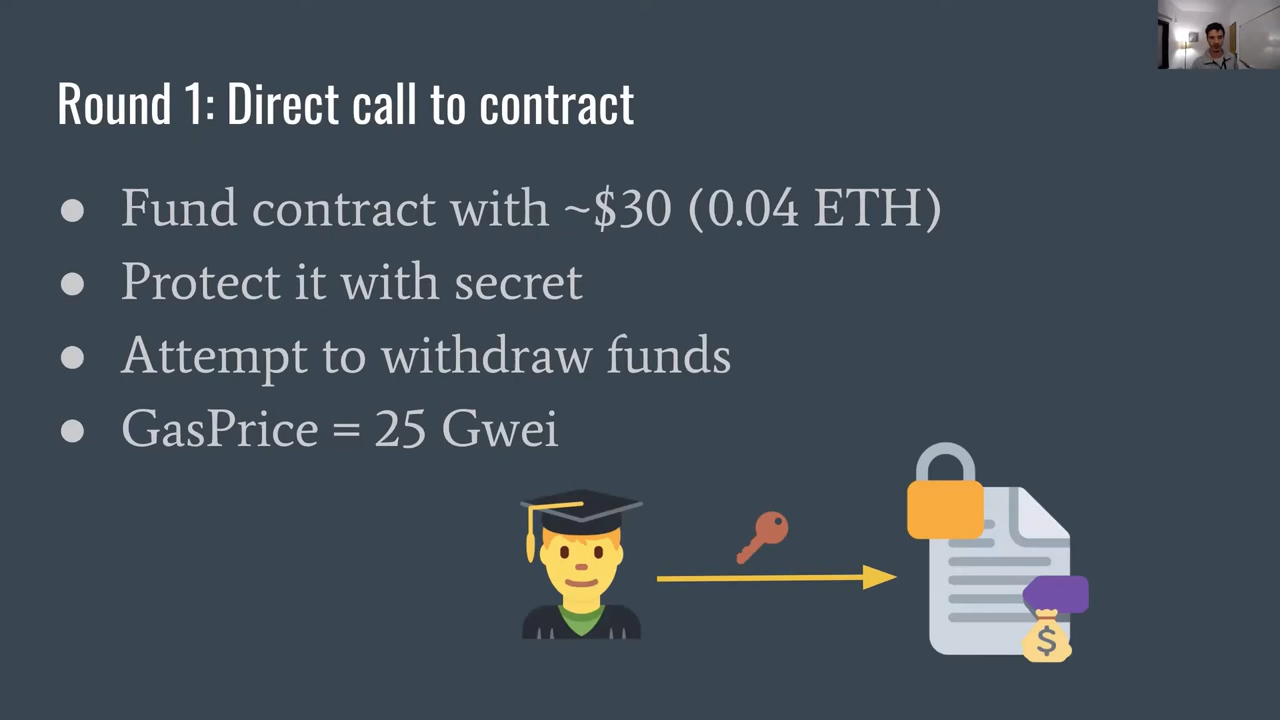 Round 1: Direct call to contract
● Fund contract with ~$30 (0.04 ETH)
● Protect it with secret
● Attempt to withdraw funds
● GasPrice = 25 Gwei
$